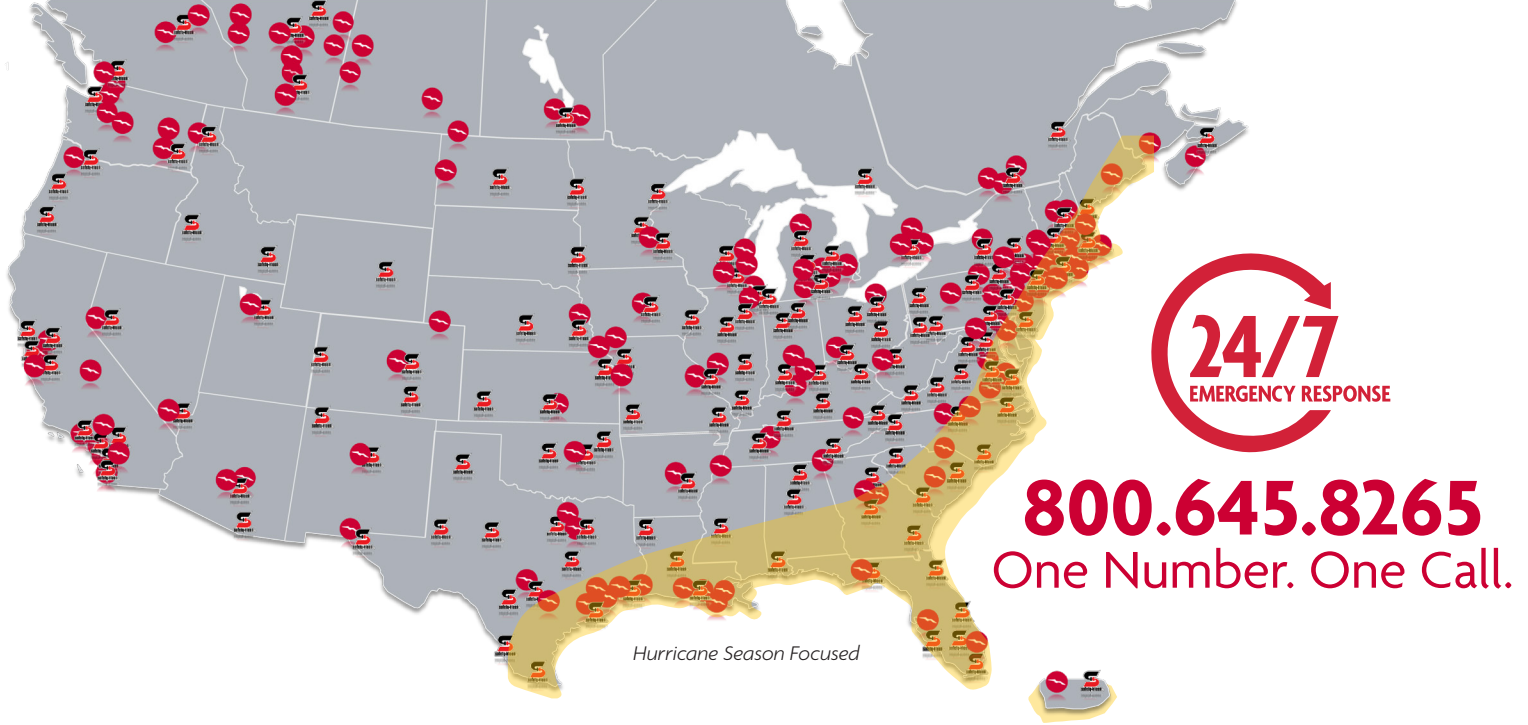 24/7
EMERGENCY RESPONSE
800.645.8265
One Number. One Call.
Hurricane Season Focused